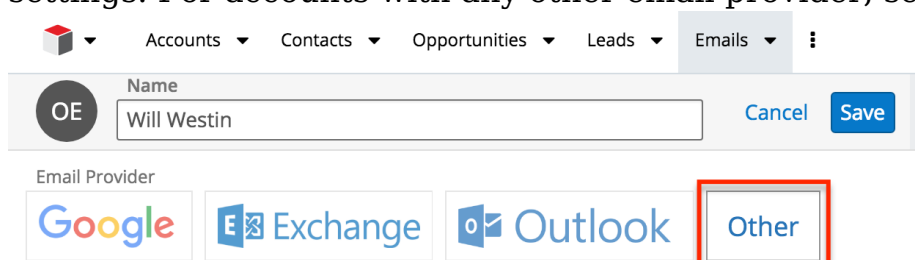 settings. For accounts with any other email provider, se
Accounts Contacts Opportunities Leads Emails
Name
OE Will Westin Cancel Save
Email Provider
Google Exchange Outlook Other